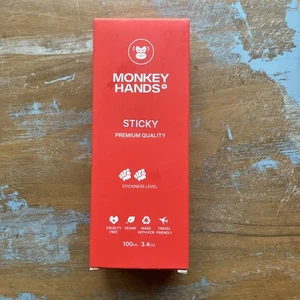 MONKEY
HANDS
STICKY
PREMIUM QUALITY
STICKINESS LEVEL
CRUELTY FREE
VEGAN
MADE WITH PCR
TRAVEL FRIENDLY
100ML 3.4OZ